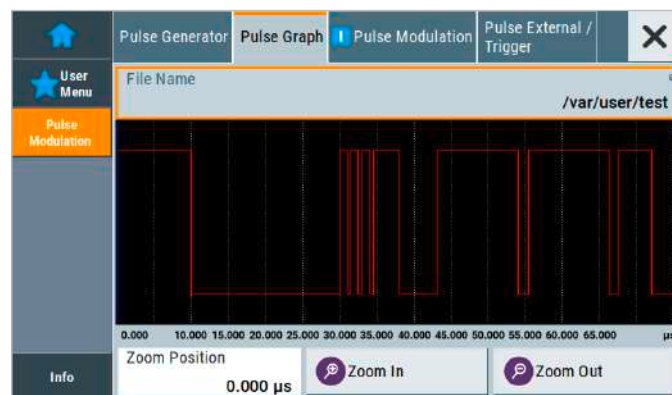 Pulse Generator
Pulse Graph
Pulse Modulation
Pulse External /
Trigger
User
Menu
File Name
/var/user/test
Pulse
Modulation
0.000 10.000 15.000 20.000 25.000 30.000 35.000 40.000 45.000 50.000 55.000 60.000 65.000 µs
Zoom Position
0.000 µs
Zoom In
Zoom Out
Info